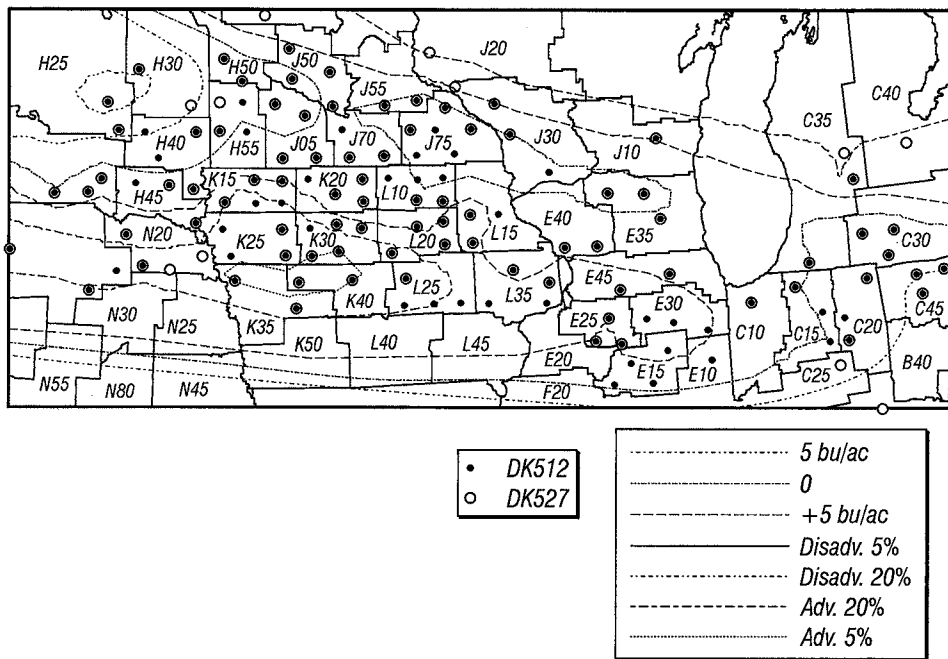 J20
H25
H30
H50
J50
J55
C40
C35
H40
H55
J05
J70
J75
J30
J10
H45
K15
K20
L10
N20
K25
K30
L20
L15
E40
E35
C30
N30
N25
K35
K40
L25
L35
E45
E25
E30
C10
C15
C20
C45
K50
L40
L45
E20
E15
E10
C25
B40
N55
N80
N45
F20
DK512
DK527
5 bu/ac
0
+5 bu/ac
Disadv. 5%
Disadv. 20%
Adv. 20%
Adv. 5%